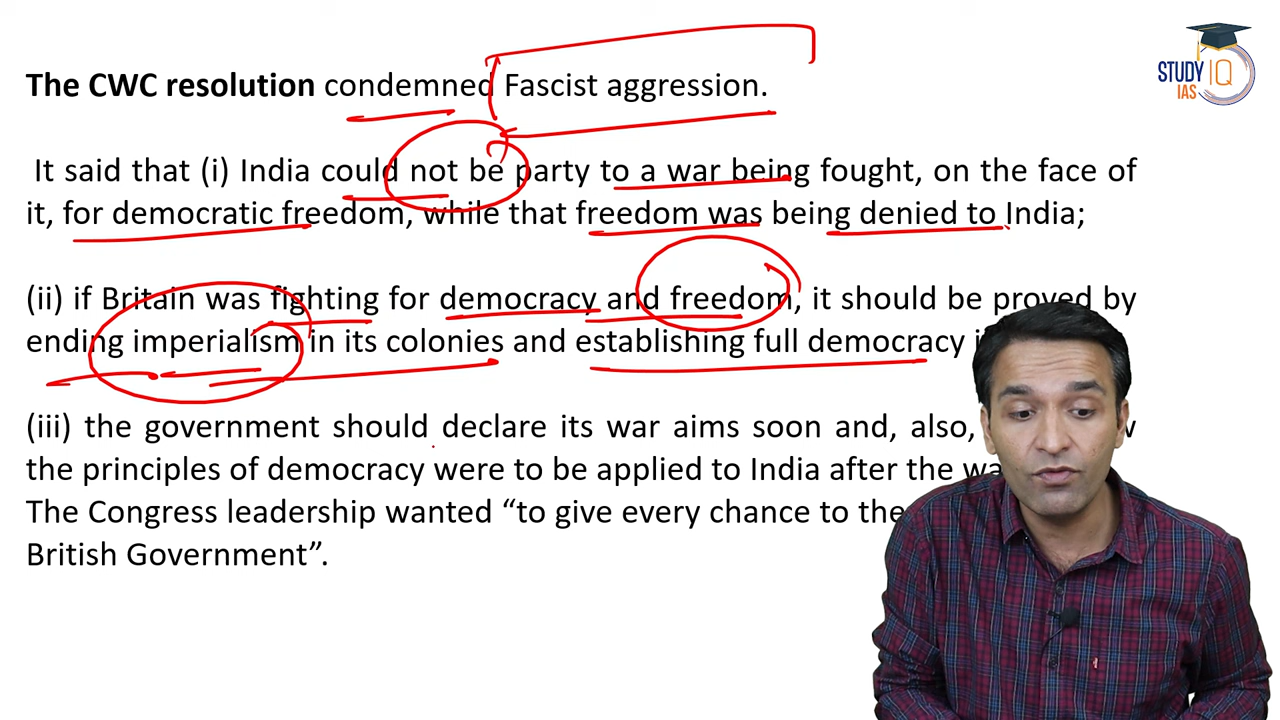 STUDY IQ
IAS
The CWC resolution condemned Fascist aggression.
It said that (i) India could not be party to a war being fought, on the face of
it, for democratic freedom, while that freedom was being denied to India;
(ii) if Britain was fighting for democracy and freedom, it should be proved by
ending imperialism in its colonies and establishing full democracy
(iii) the government should declare its war aims soon and, also,
the principles of democracy were to be applied to India after the
The Congress leadership wanted “to give every chance to the
British Government”.